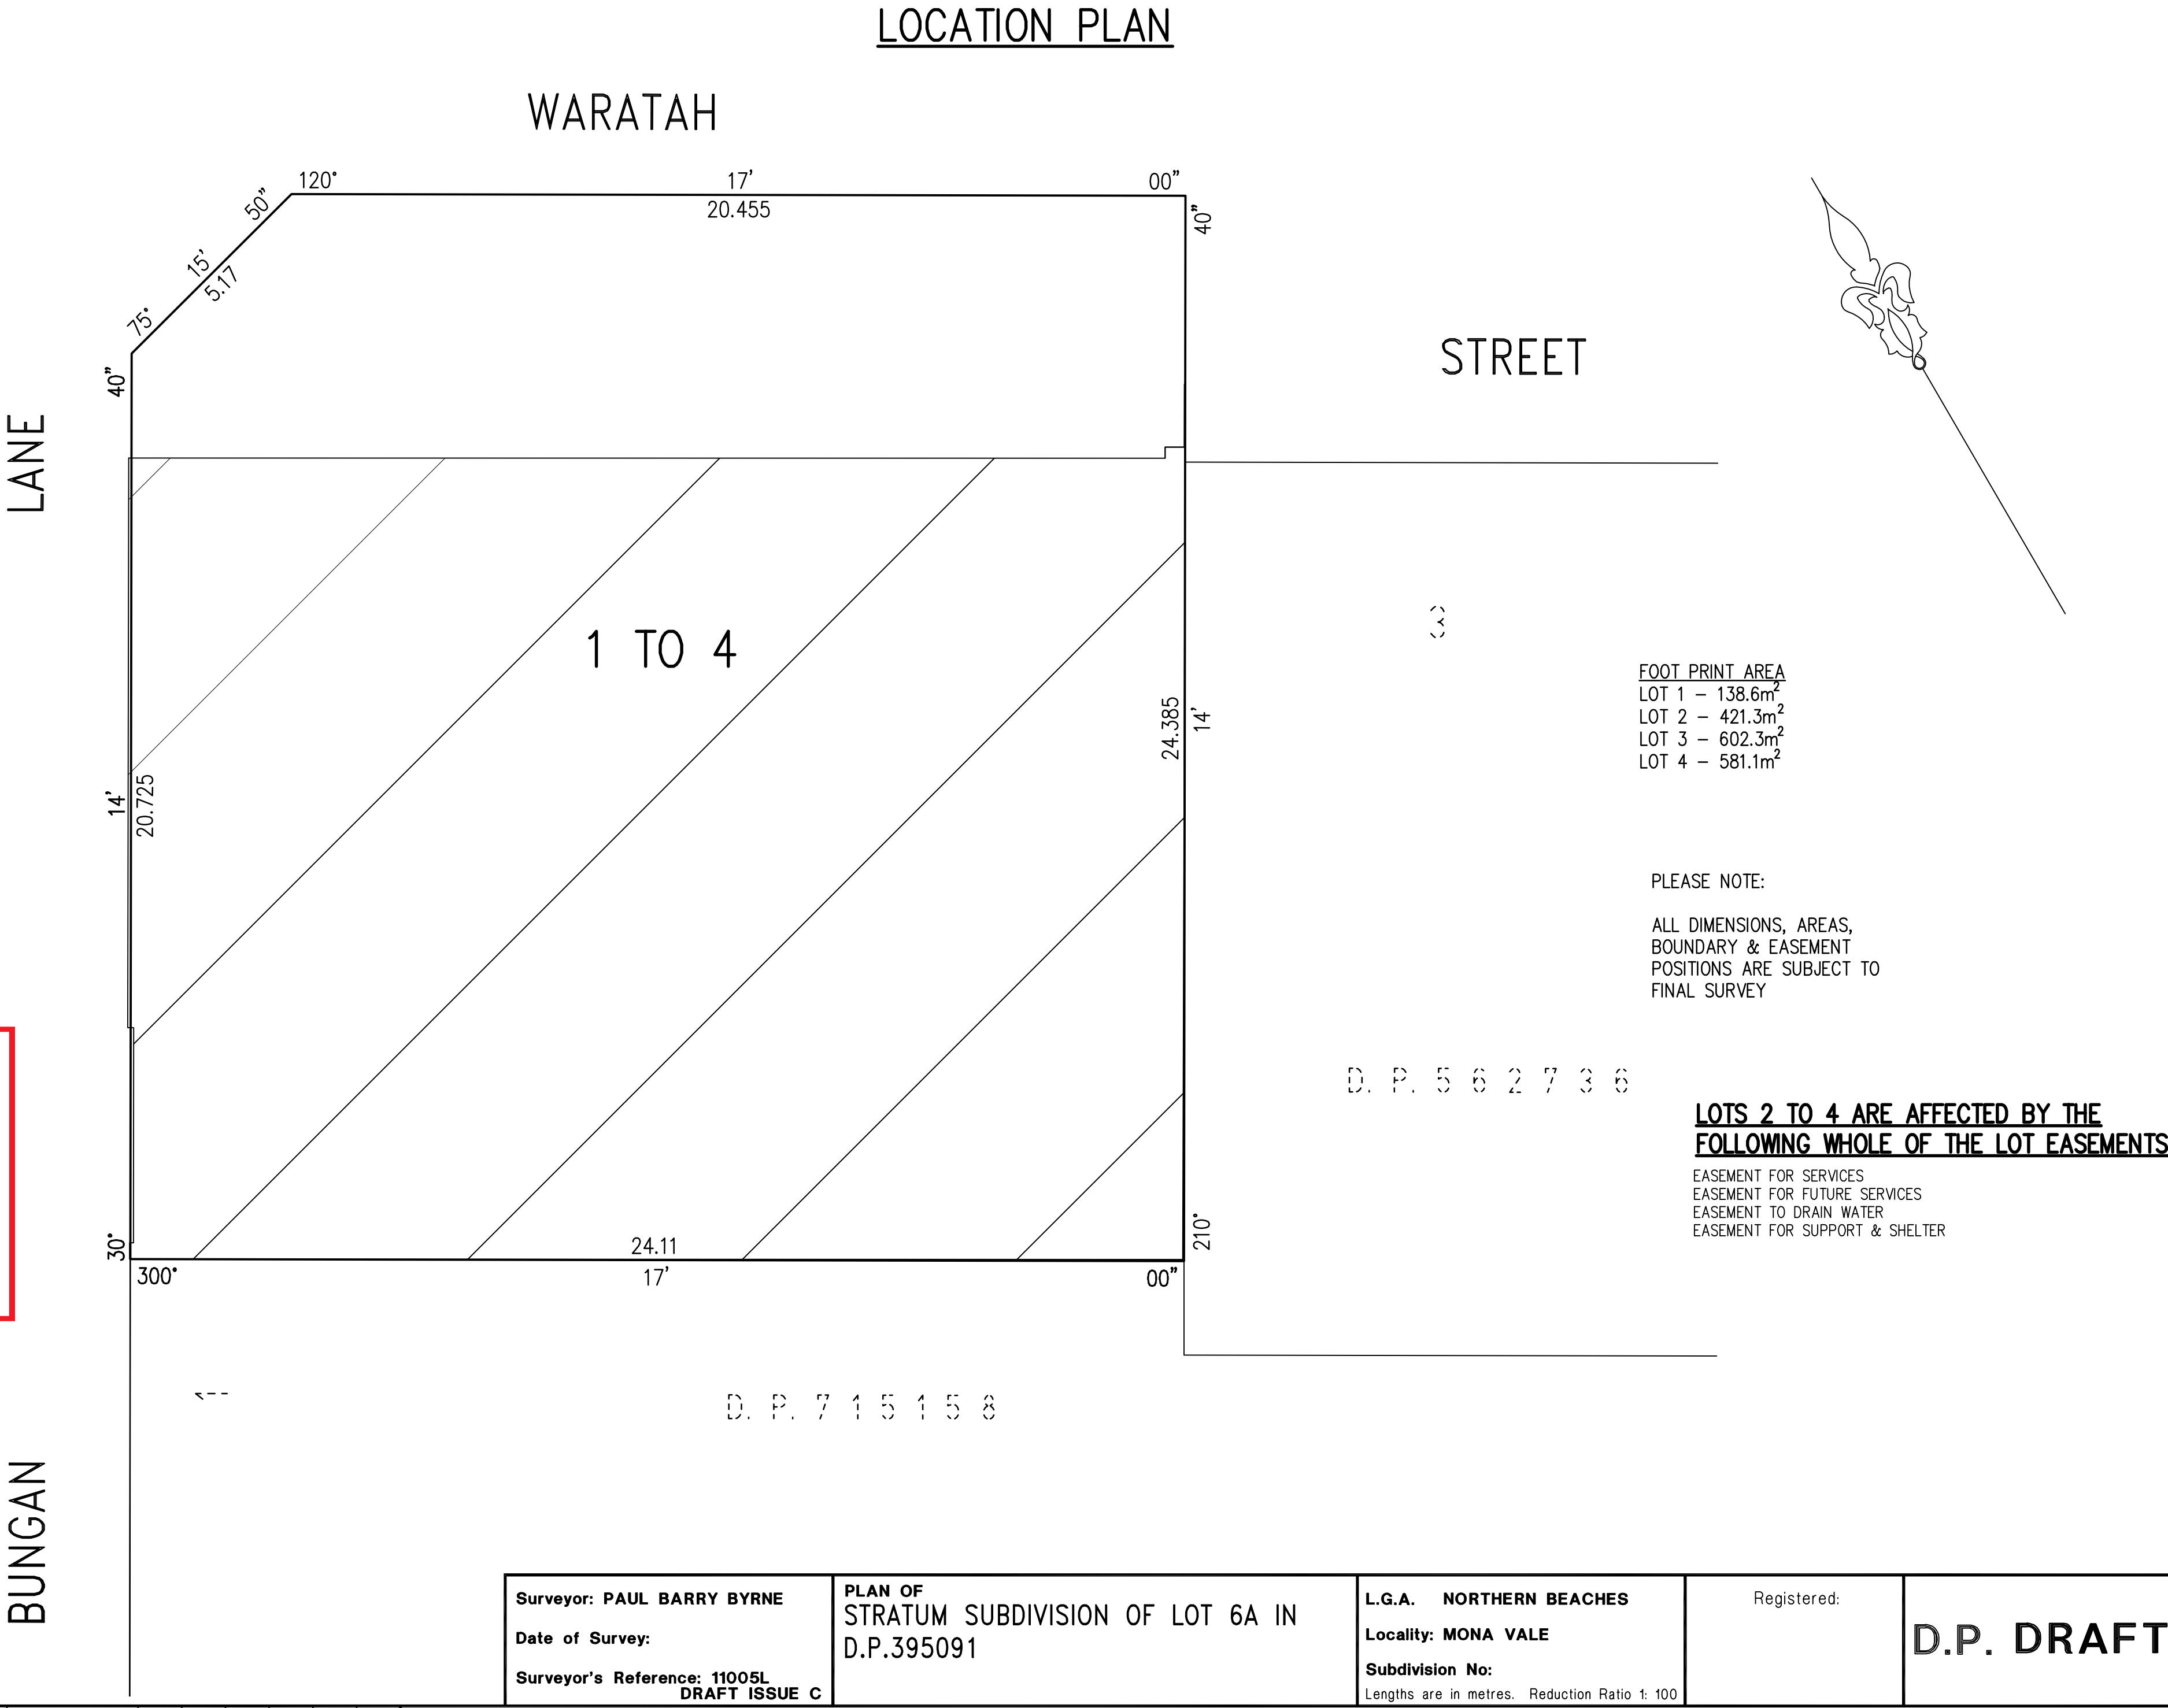 LOCATION PLAN
WARATAH
120° 17' 00"
20.455
75° 15' 50"
5.17
40"
40"
LANE
STREET
3
1 TO 4
FOOT PRINT AREA
LOT 1 – 138.6m²
LOT 2 – 421.3m²
LOT 3 – 602.3m²
LOT 4 – 581.1m²
24.385
14'
14'
20.725
PLEASE NOTE:
ALL DIMENSIONS, AREAS,
BOUNDARY & EASEMENT
POSITIONS ARE SUBJECT TO
FINAL SURVEY
D.P.562736
LOTS 2 TO 4 ARE AFFECTED BY THE
FOLLOWING WHOLE OF THE LOT EASEMENTS
EASEMENT FOR SERVICES
EASEMENT FOR FUTURE SERVICES
EASEMENT TO DRAIN WATER
EASEMENT FOR SUPPORT & SHELTER
30°
210°
24.11
300° 17' 00"
1
D.P.715158
BUNGAN
Surveyor: PAUL BARRY BYRNE
Date of Survey:
Surveyor's Reference: 11005L
DRAFT ISSUE C
PLAN OF
STRATUM SUBDIVISION OF LOT 6A IN
D.P.395091
L.G.A. NORTHERN BEACHES
Locality: MONA VALE
Subdivision No:
Lengths are in metres. Reduction Ratio 1: 100
Registered:
D.P. DRAFT